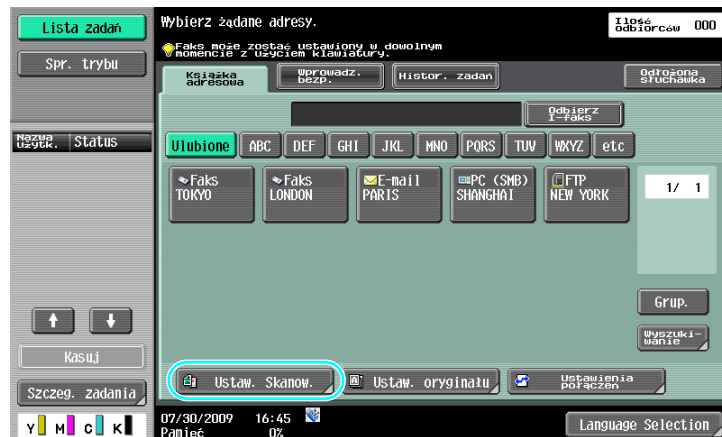 Lista zadań
Spr. trybu
Nazwa użytk.
Status
Kasuj
Szczeg. zadania
Y M C K
Wybierz żądane adresy.
Faks może zostać ustawiony w dowolnym
momencie z użyciem klawiatury.
Ilość
odbiorców
000
Książka
adresowa
Wprowadz.
bezp.
Histor. zadań
Odłożona
słuchawka
Odbierz
I-faks
Ulubione
ABC
DEF
GHI
JKL
MNO
PQRS
TUV
WXYZ
etc
Faks
TOKYO
Faks
LONDON
E-mail
PARIS
PC (SMB)
SHANGHAI
FTP
NEW YORK
1/ 1
Grup.
Wyszuki-
wanie
Ustaw. Skanow.
Ustaw. oryginału
Ustawienia
połączeń
07/30/2009 16:45
Pamięć 0%
Language Selection